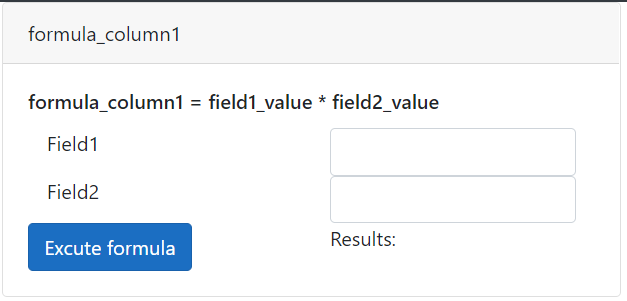 formula_column1
formula_column1 = field1_value * field2_value
Field1
Field2
Excute formula
Results: